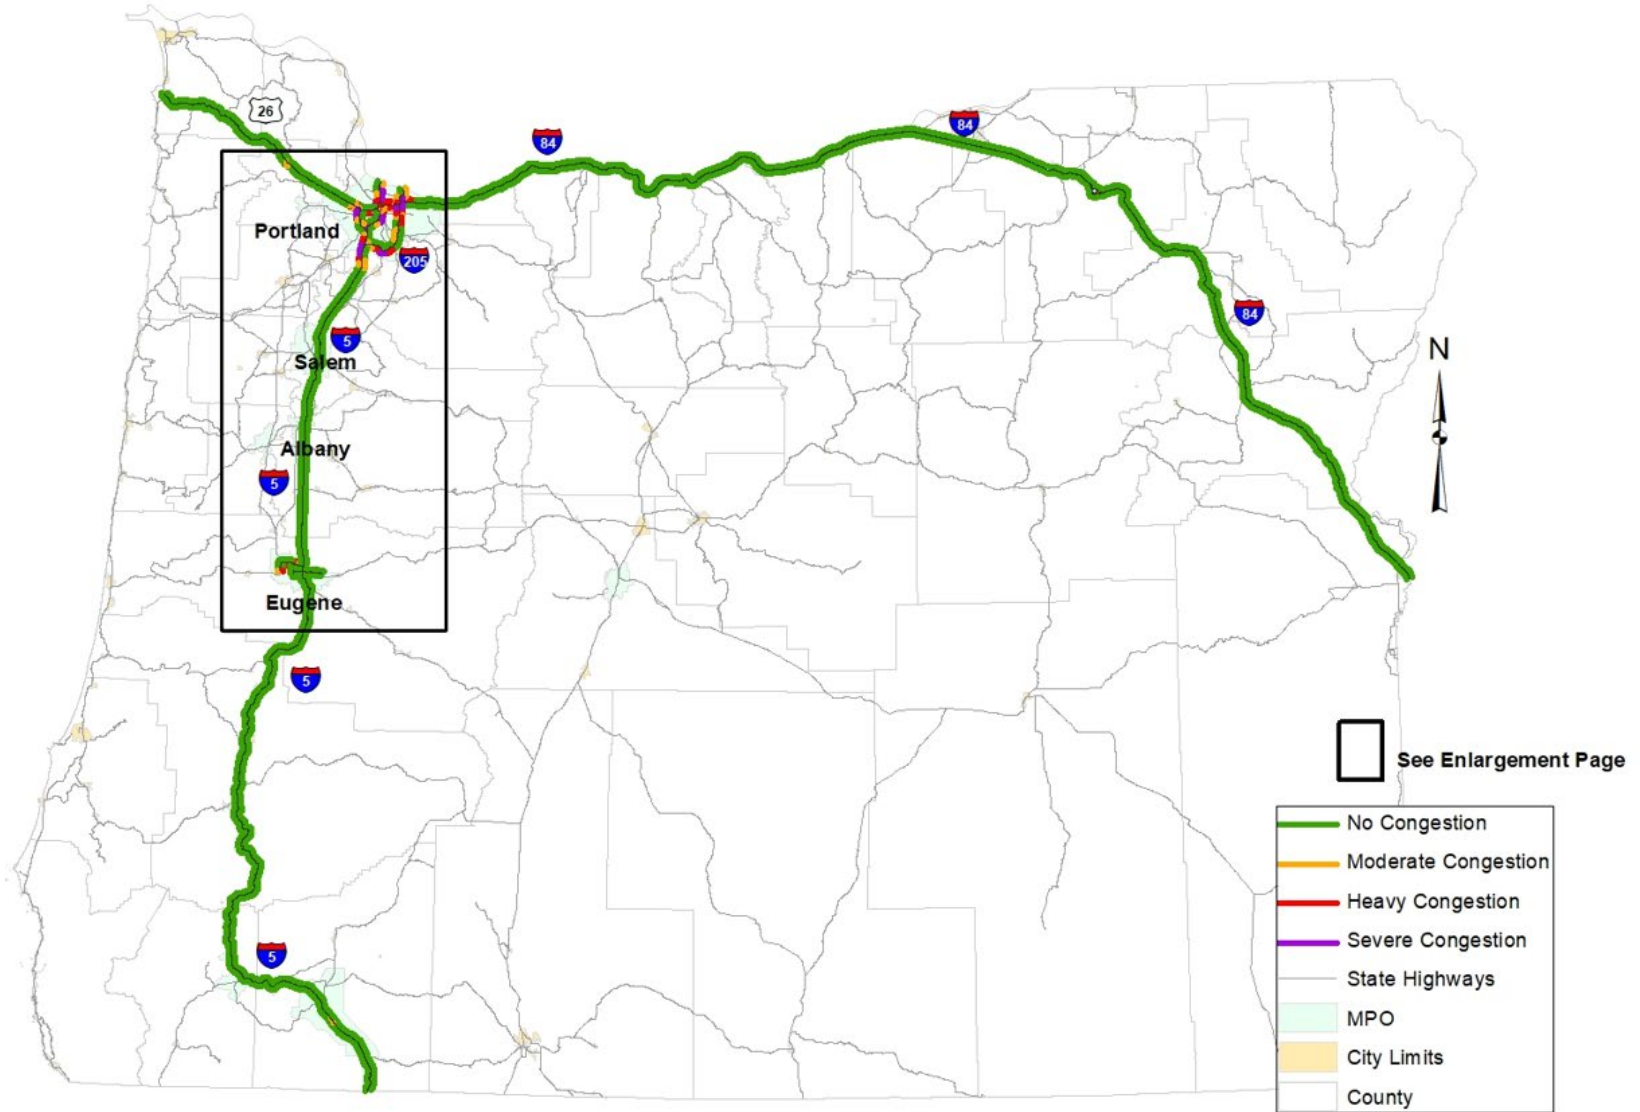 26
84
84
Portland
205
84
5
N
Salem
Albany
5
Eugene
5
See Enlargement Page
No Congestion
Moderate Congestion
Heavy Congestion
Severe Congestion
5
State Highways
MPO
City Limits
County